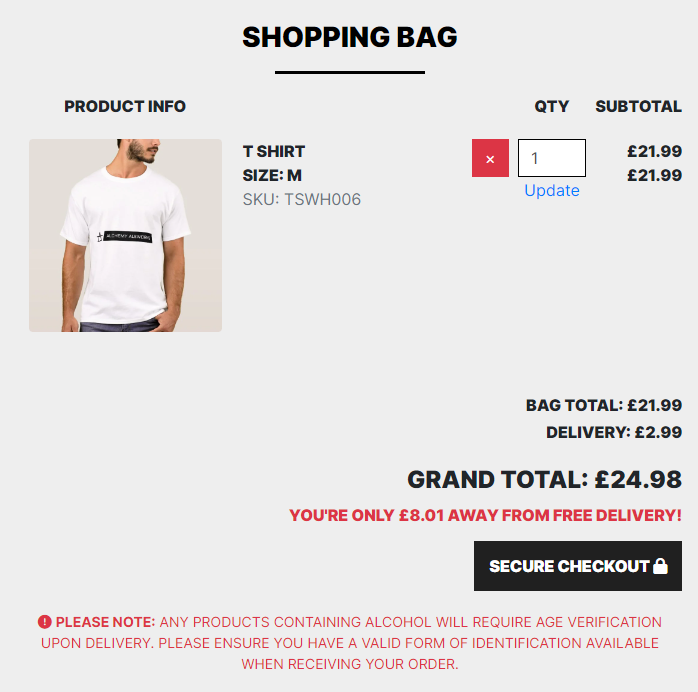 SHOPPING BAG
PRODUCT INFO QTY SUBTOTAL
T SHIRT × 1 £21.99
SIZE: M £21.99
SKU: TSWH006 Update
ALCHEMY
BAG TOTAL: £21.99
DELIVERY: £2.99
GRAND TOTAL: £24.98
YOU'RE ONLY £8.01 AWAY FROM FREE DELIVERY!
SECURE CHECKOUT
PLEASE NOTE: ANY PRODUCTS CONTAINING ALCOHOL WILL REQUIRE AGE VERIFICATION
UPON DELIVERY. PLEASE ENSURE YOU HAVE A VALID FORM OF IDENTIFICATION AVAILABLE
WHEN RECEIVING YOUR ORDER.